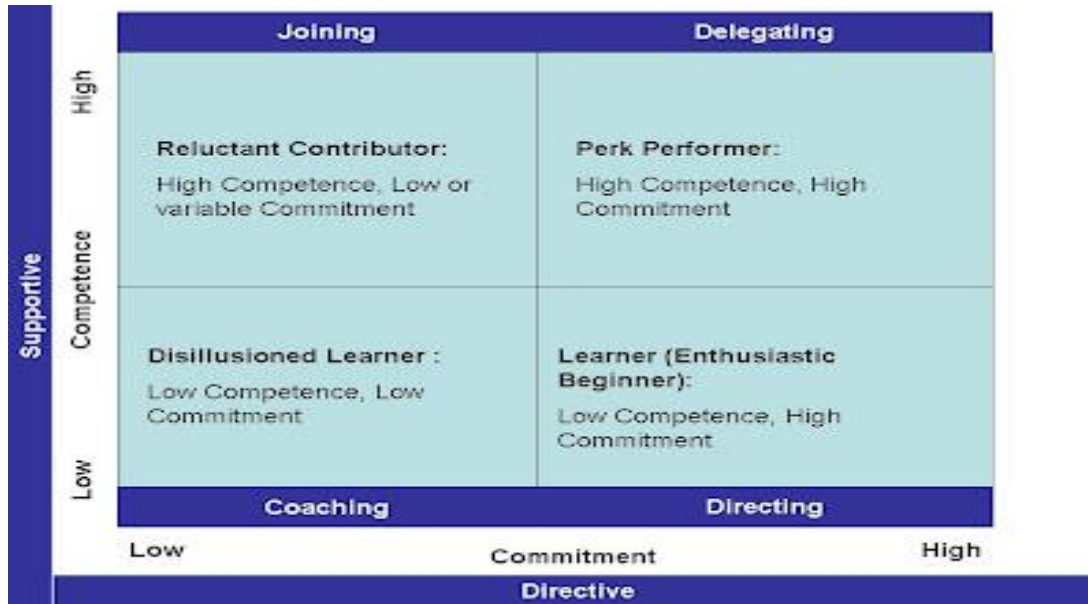 Joining
Delegating
High
Reluctant Contributor:
High Competence, Low or
variable Commitment
Perk Performer:
High Competence, High
Commitment
Supportive
Competence
Disillusioned Learner :
Low Competence, Low
Commitment
Learner (Enthusiastic
Beginner):
Low Competence, High
Commitment
Low
Coaching
Directing
Low
Commitment
High
Directive